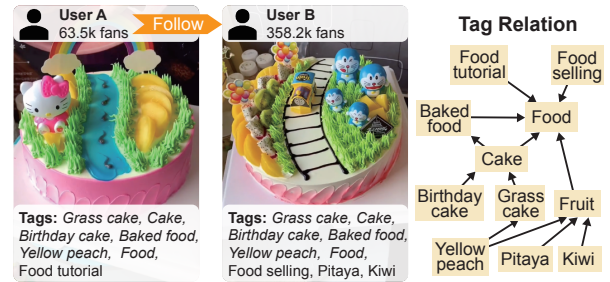 User A
63.5k fans
Follow
User B
358.2k fans
Tags: Grass cake, Cake,
Birthday cake, Baked food,
Yellow peach, Food,
Food tutorial
Tags: Grass cake, Cake,
Birthday cake, Baked food,
Yellow peach, Food,
Food selling, Pitaya, Kiwi
Tag Relation
Food
tutorial
Food
selling
Baked
food
Food
Cake
Birthday
cake
Grass
cake
Fruit
Yellow
peach
Pitaya
Kiwi